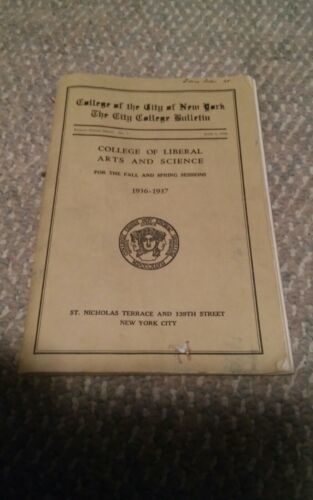 College of the City of New York
The City College Bulletin
COLLEGE OF LIBERAL
ARTS AND SCIENCE
FOR THE FALL AND SPRING SESSIONS
1936-1937
ST. NICHOLAS TERRACE AND 139TH STREET
NEW YORK CITY